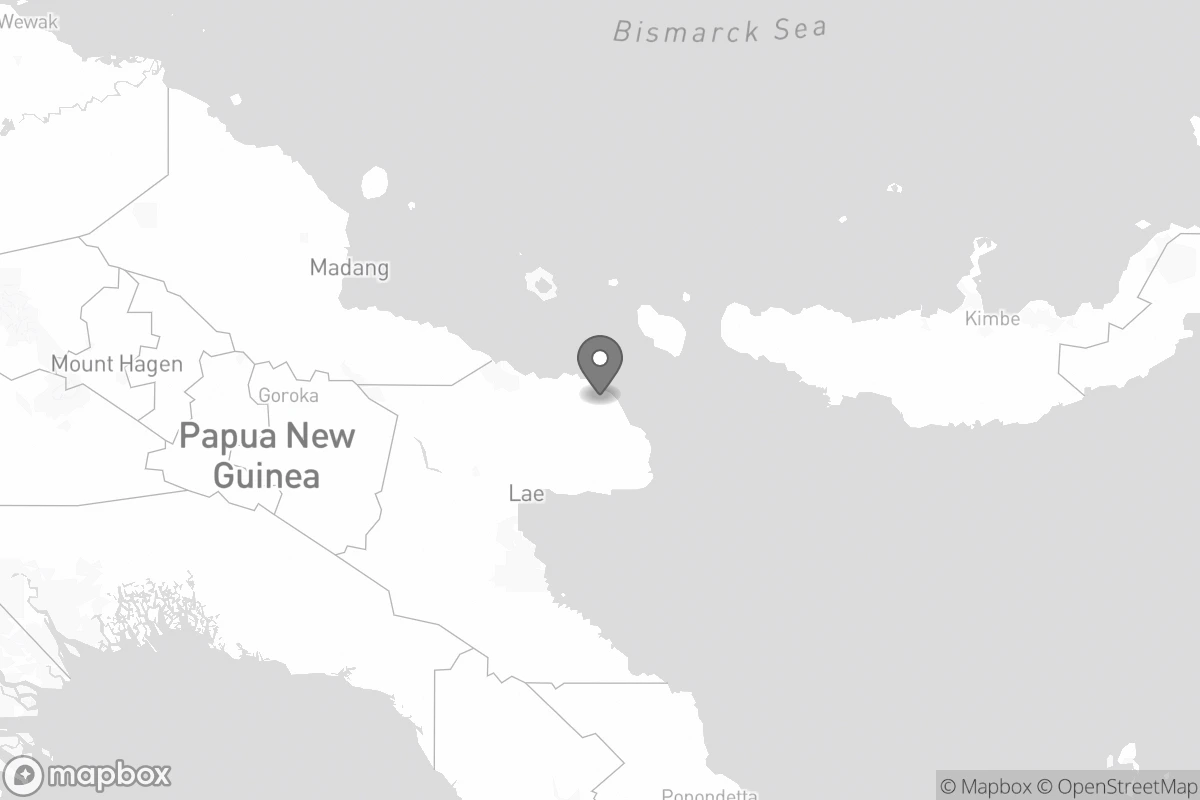 Wewak
Bismarck Sea
Madang
Kimbe
Mount Hagen
Goroka
Papua New
Guinea
Lae
Popondetta
mapbox
© Mapbox © OpenStreetMap